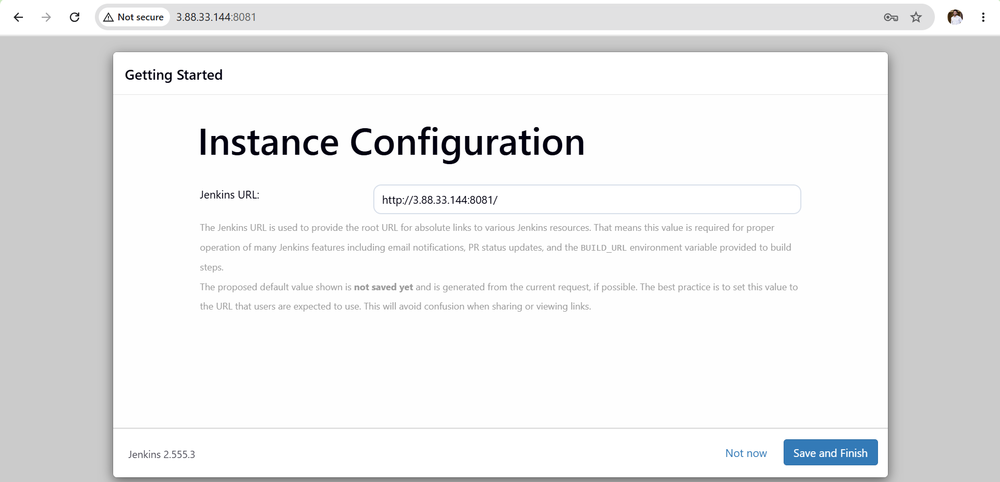 Not secure 3.88.33.144:8081
Getting Started
Instance Configuration
Jenkins URL:
http://3.88.33.144:8081/
The Jenkins URL is used to provide the root URL for absolute links to various Jenkins resources. That means this value is required for proper
operation of many Jenkins features including email notifications, PR status updates, and the BUILD_URL environment variable provided to build
steps.
The proposed default value shown is not saved yet and is generated from the current request, if possible. The best practice is to set this value to
the URL that users are expected to use. This will avoid confusion when sharing or viewing links.
Jenkins 2.555.3
Not now
Save and Finish